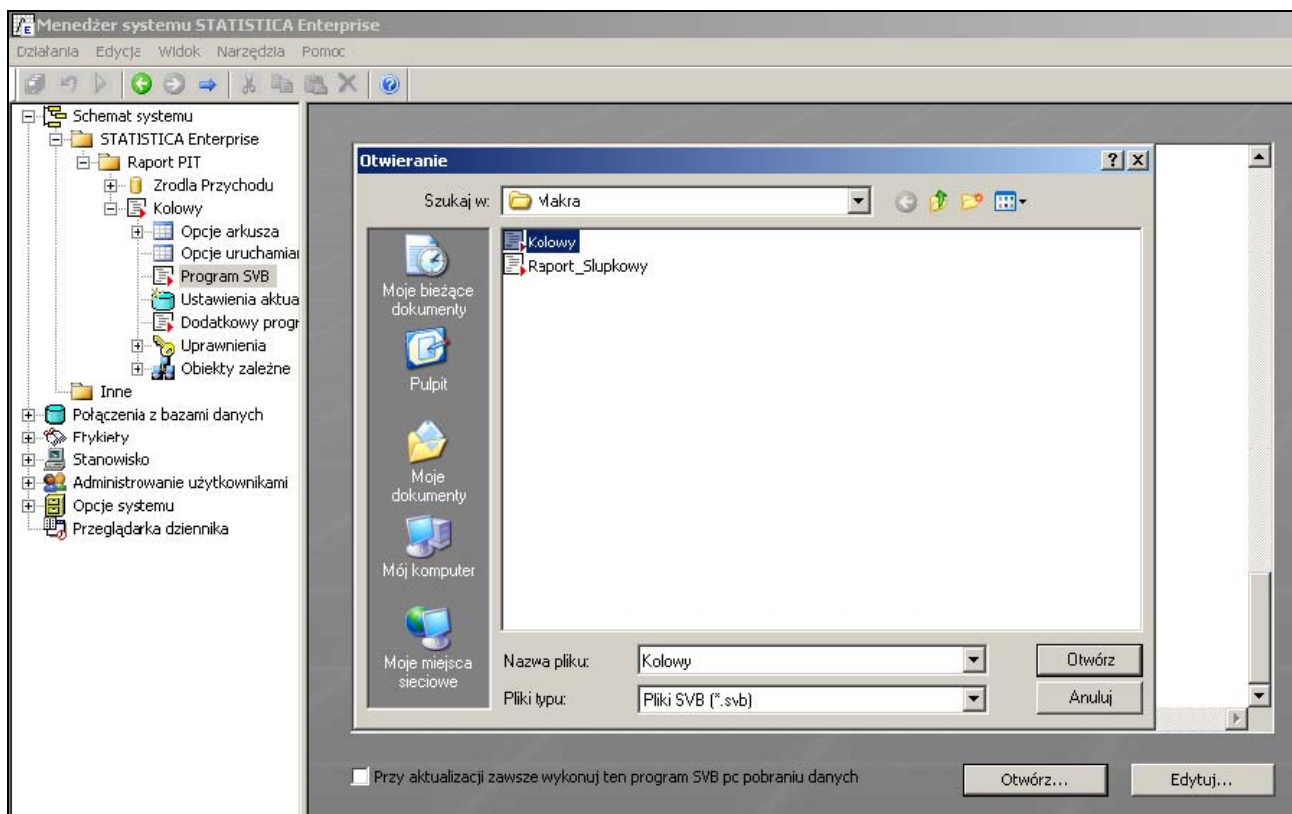 Menedżer systemu STATISTICA Enterprise
Działania Edycja Widok Narzędzia Pomoc
Schemat systemu
STATISTICA Enterprise
Raport PIT
Zrodla Przychodu
Kolowy
Opcje arkusza
Opcje uruchamiar
Program SVB
Ustawienia aktua
Dodatkowy progr
Uprawnienia
Obiekty zależne
Inne
Połączenia z bazami danych
Etykiety
Stanowisko
Administrowanie użytkownikami
Opcje systemu
Przeglądarka dziennika
Otwieranie
Szukaj w: Makra
Moje bieżące
dokumenty
Pulpit
Moje
dokumenty
Mój komputer
Moje miejsca
sieciowe
Kolowy
Raport_Slupkowy
Nazwa pliku: Kolowy
Otwórz
Pliki typu: Pliki SVB (*.svb)
Anuluj
Przy aktualizacji zawsze wykonuj ten program SVB po pobraniu danych
Otwórz...
Edytuj...